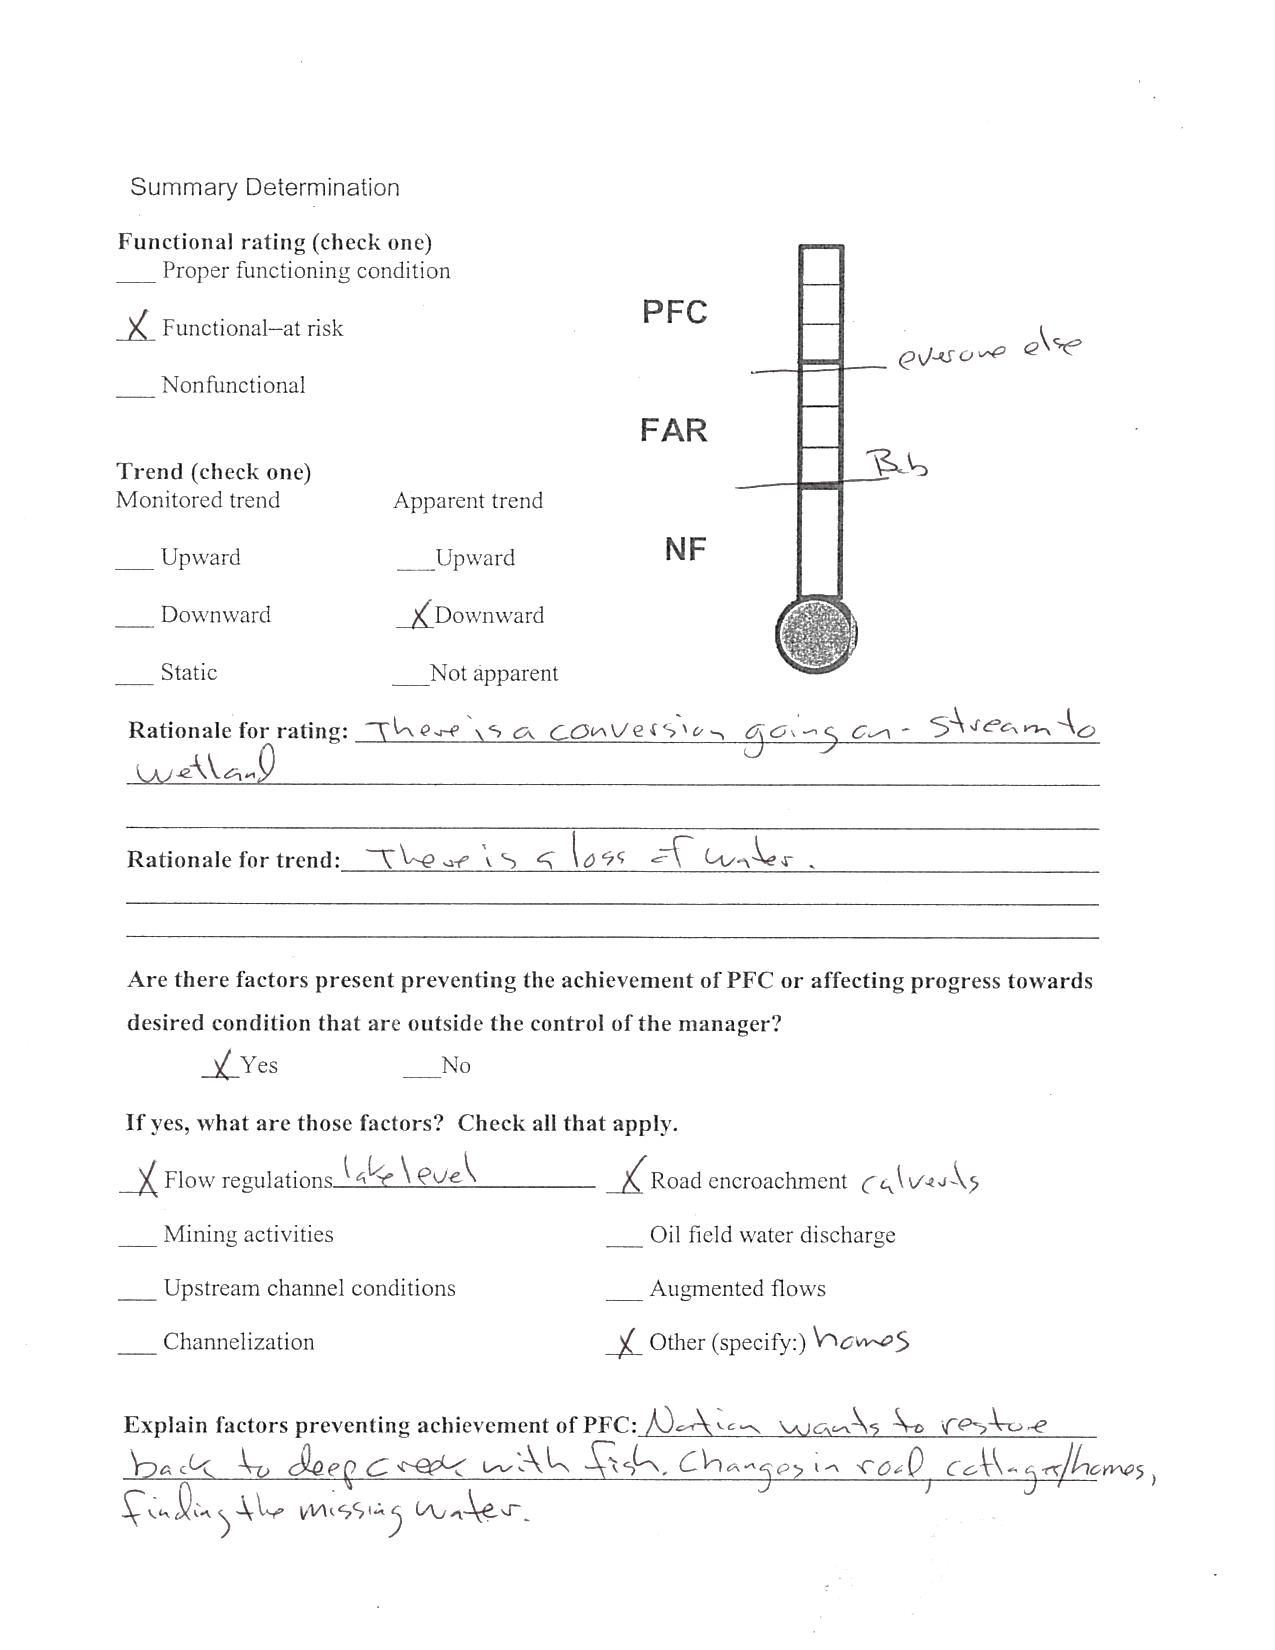 Summary Determination
Functional rating (check one)
___ Proper functioning condition
PFC
X Functional–at risk
everone else
___ Nonfunctional
FAR
Bob
Trend (check one)
Monitored trend Apparent trend
NF
___ Upward ___ Upward
___ Downward X Downward
___ Static ___ Not apparent
Rationale for rating: There is a conversion going on - stream to
wetland
Rationale for trend: There is a loss of water.
Are there factors present preventing the achievement of PFC or affecting progress towards
desired condition that are outside the control of the manager?
X Yes ___ No
If yes, what are those factors? Check all that apply.
X Flow regulations lake level X Road encroachment calverts
___ Mining activities ___ Oil field water discharge
___ Upstream channel conditions ___ Augmented flows
___ Channelization X Other (specify:) homes
Explain factors preventing achievement of PFC: Nation wants to restore
back to deep creek with fish. Changes in road, cottages/homes,
finding the missing water.